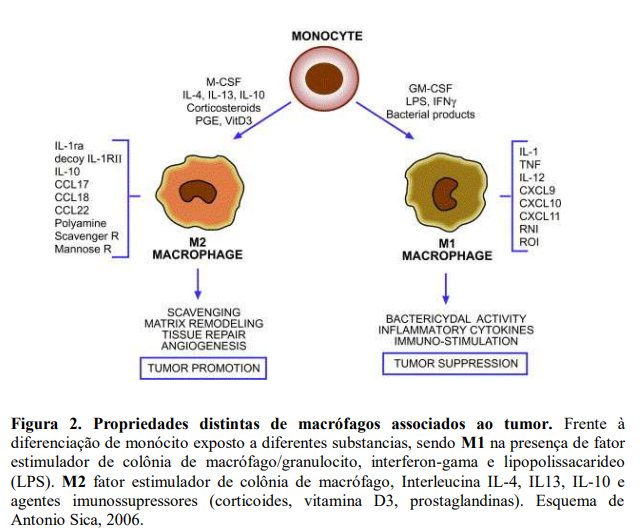 MONOCYTE
M-CSF
IL-4, IL-13, IL-10
Corticosteroids
PGE, VitD3
GM-CSF
LPS, IFNγ
Bacterial products
IL-1ra
decoy IL-1RII
IL-10
CCL17
CCL18
CCL22
Polyamine
Scavenger R
Mannose R
M2
MACROPHAGE
M1
MACROPHAGE
IL-1
TNF
IL-12
CXCL9
CXCL10
CXCL11
RNI
ROI
SCAVENGING
MATRIX REMODELING
TISSUE REPAIR
ANGIOGENESIS
TUMOR PROMOTION
BACTERICYDAL ACTIVITY
INFLAMMATORY CYTOKINES
IMMUNO-STIMULATION
TUMOR SUPPRESSION
Figura 2. Propriedades distintas de macrófagos associados ao tumor. Frente à
diferenciação de monócito exposto a diferentes substancias, sendo M1 na presença de fator
estimulador de colônia de macrófago/granulocito, interferon-gama e lipopolissacarideo
(LPS). M2 fator estimulador de colônia de macrófago, Interleucina IL-4, IL13, IL-10 e
agentes imunossupressores (corticoides, vitamina D3, prostaglandinas). Esquema de
Antonio Sica, 2006.